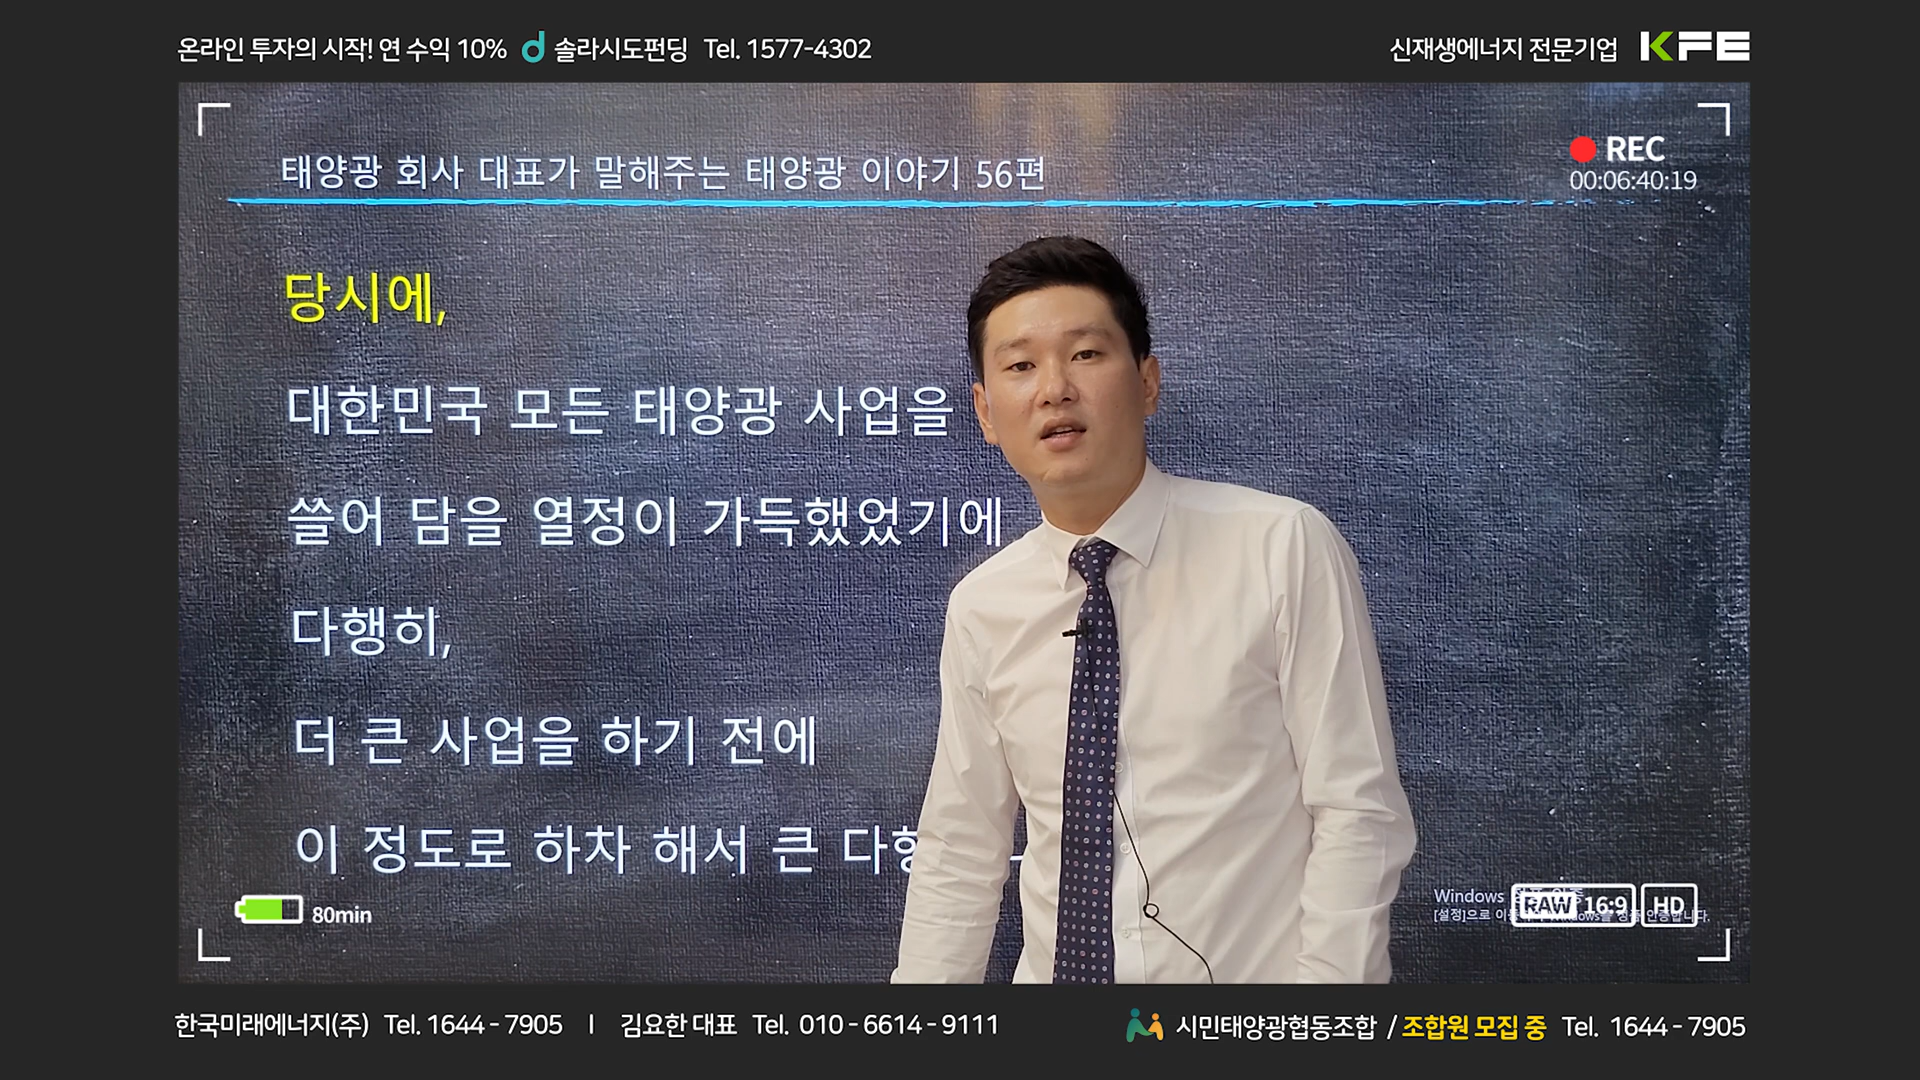 온라인 투자의 시작! 연 수익 10% 솔라시도펀딩 Tel. 1577-4302
신재생에너지 전문기업 KFE
REC
00:06:40:19
태양광 회사 대표가 말해주는 태양광 이야기 56편
당시에,
대한민국 모든 태양광 사업을
쓸어 담을 열정이 가득했었기에
다행히,
더 큰 사업을 하기 전에
이 정도로 하차 해서 큰
80min
Windows
RAW 16:9 HD
한국미래에너지(주) Tel. 1644-7905 | 김요한 대표 Tel. 010-6614-9111
시민태양광협동조합 / 조합원 모집 중 Tel. 1644-7905